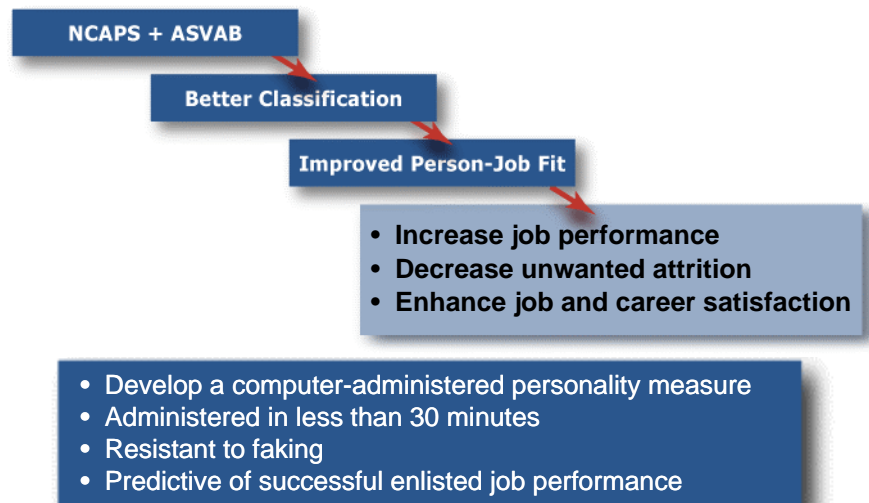 NCAPS + ASVAB
Better Classification
Improved Person-Job Fit
• Increase job performance
• Decrease unwanted attrition
• Enhance job and career satisfaction
• Develop a computer-administered personality measure
• Administered in less than 30 minutes
• Resistant to faking
• Predictive of successful enlisted job performance